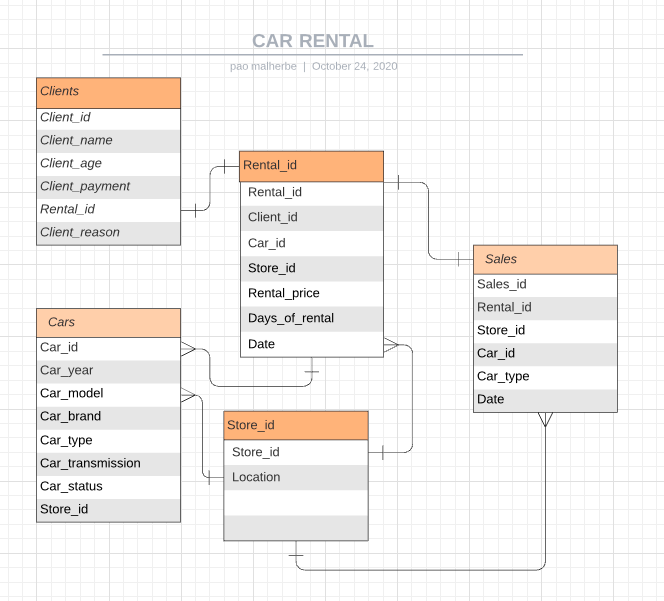 CAR RENTAL
pao malherbe | October 24, 2020
Clients
Client_id
Client_name
Client_age
Client_payment
Rental_id
Client_reason
Rental_id
Rental_id
Client_id
Car_id
Store_id
Rental_price
Days_of_rental
Date
Sales
Sales_id
Rental_id
Store_id
Car_id
Car_type
Date
Cars
Car_id
Car_year
Car_model
Car_brand
Car_type
Car_transmission
Car_status
Store_id
Store_id
Store_id
Location